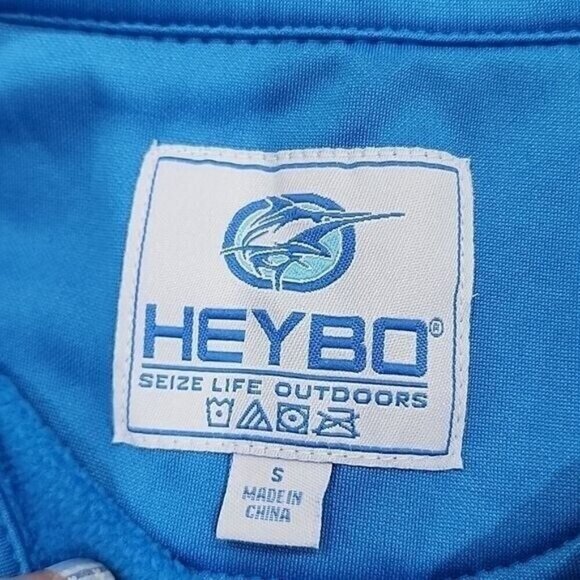 HEYBO®
SEIZE LIFE OUTDOORS
S
MADE IN
CHINA